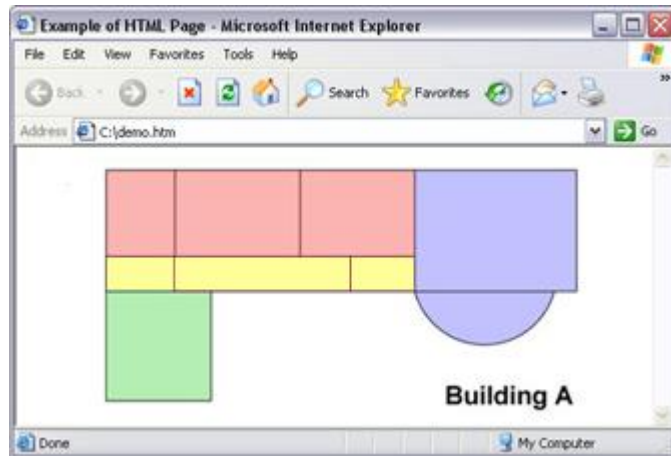 Example of HTML Page - Microsoft Internet Explorer
File Edit View Favorites Tools Help
Back Search Favorites »
Address C:\demo.htm Go
Building A
Done My Computer